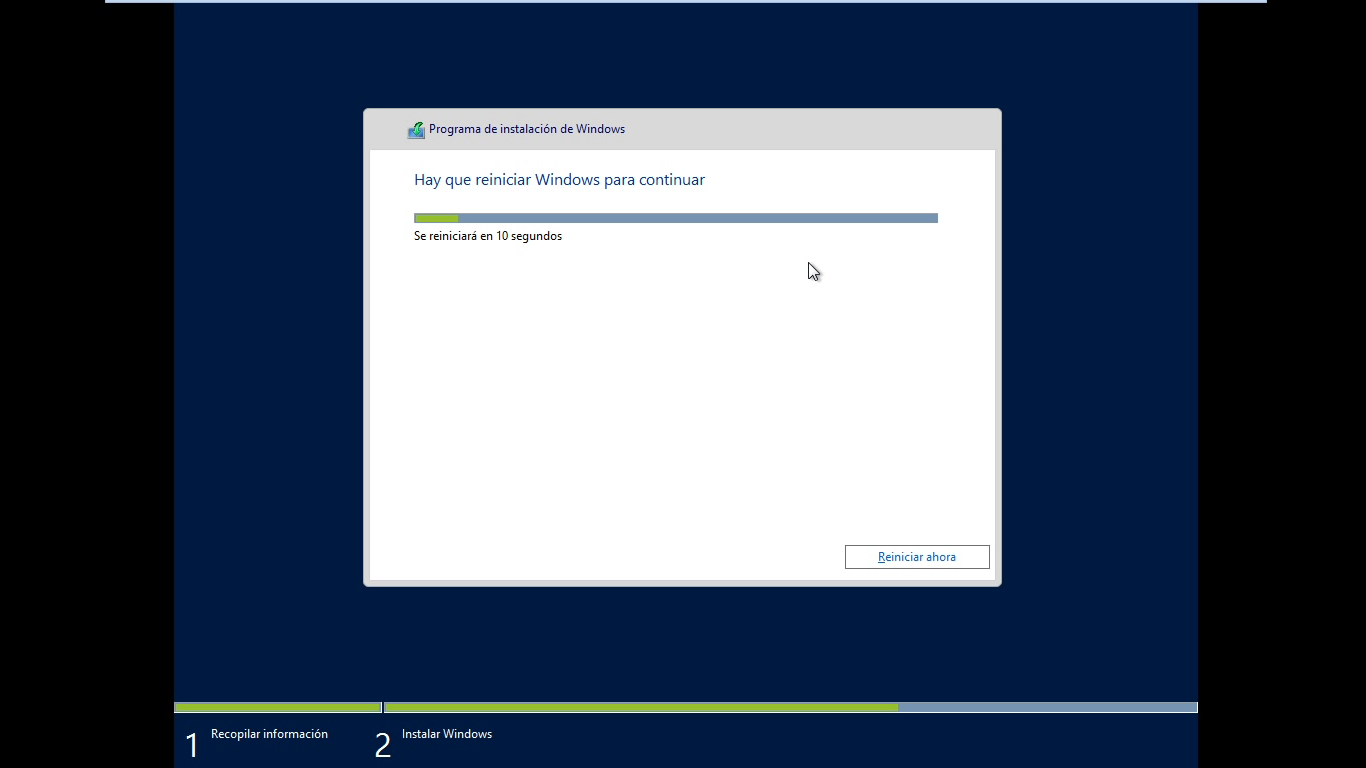 Programa de instalación de Windows
Hay que reiniciar Windows para continuar
Se reiniciará en 10 segundos
Reiniciar ahora
1 Recopilar información
2 Instalar Windows